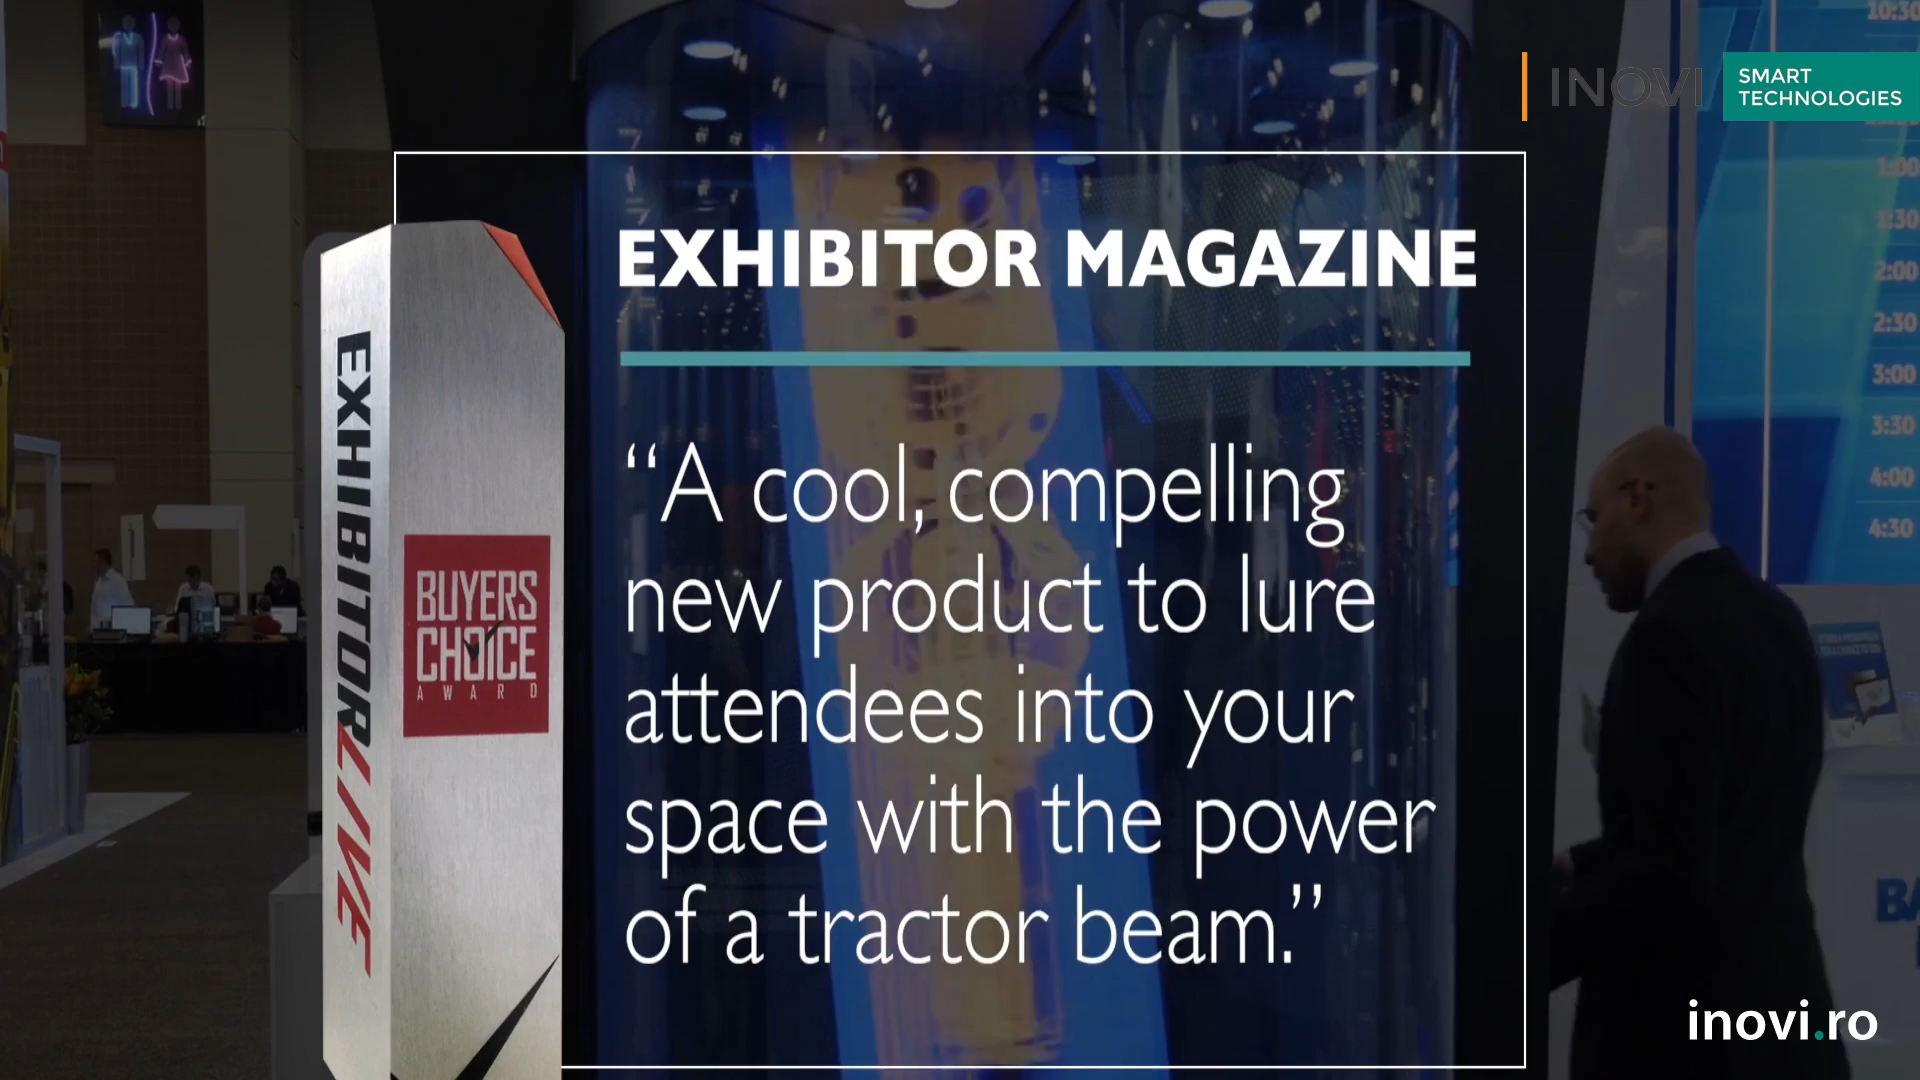 10:30
INOVI
SMART
TECHNOLOGIES
1:00
1:30
2:00
2:30
3:00
3:30
4:00
4:30
EXHIBITOR MAGAZINE
“A cool, compelling
new product to lure
attendees into your
space with the power
of a tractor beam.”
EXHIBITORLIVE
BUYERS
CHOICE
AWARD
inovi.ro